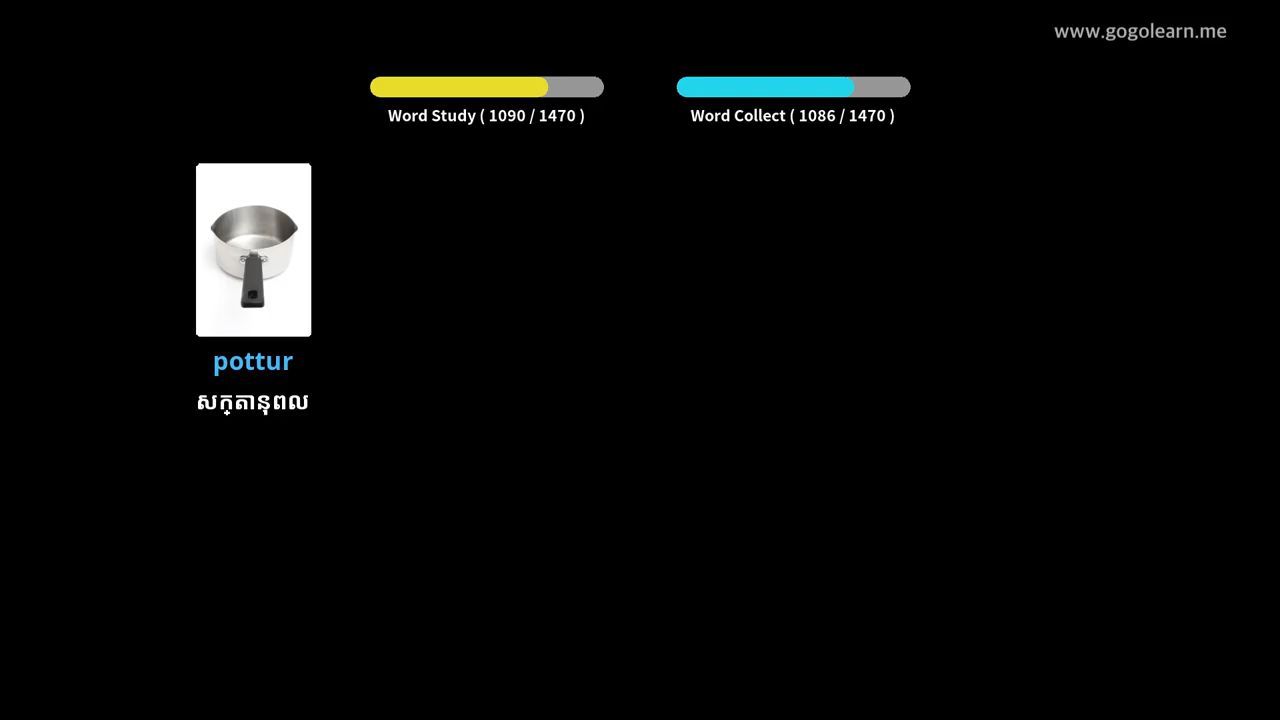 www.gogolearn.me
Word Study ( 1090 / 1470 )
Word Collect ( 1086 / 1470 )
pottur
សក្តានុពល